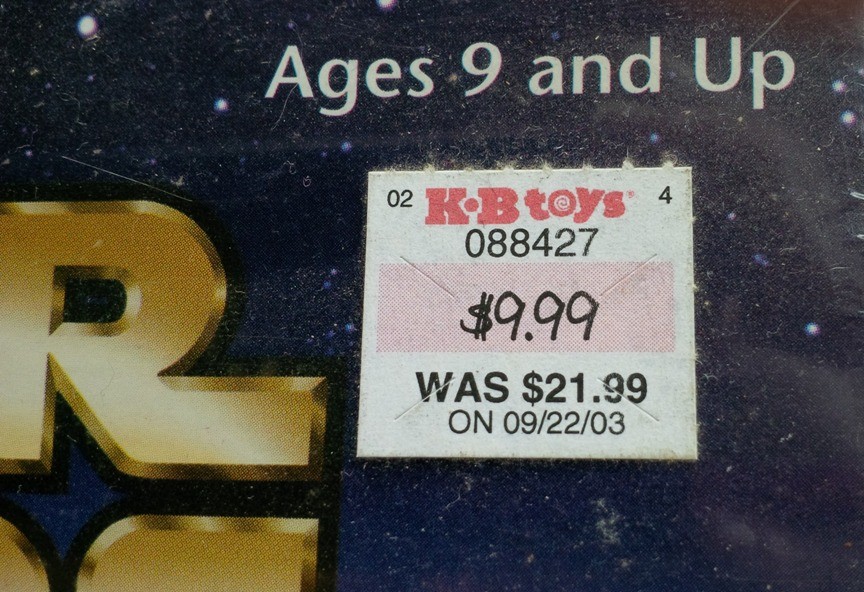 Ages 9 and Up
02 K·B toys® 4
088427
$9.99
WAS $21.99
ON 09/22/03
R